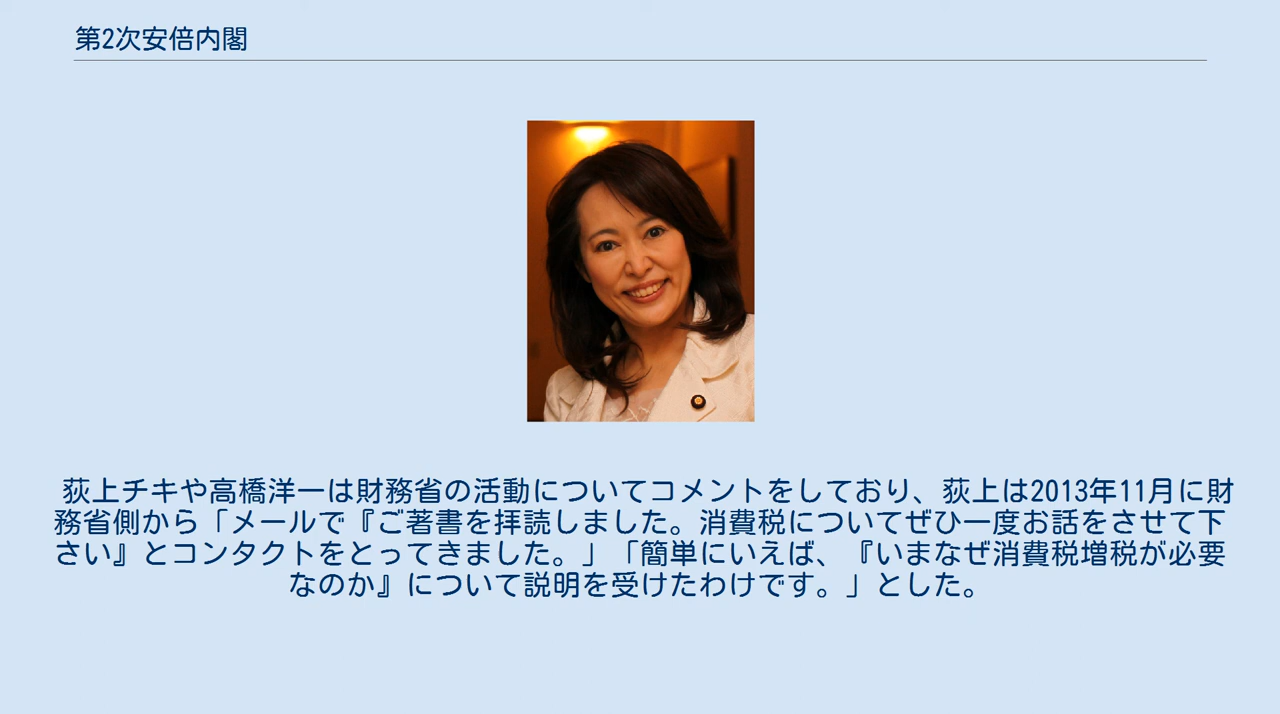 第2次安倍内閣
荻上チキや高橋洋一は財務省の活動についてコメントをしており、荻上は2013年11月に財
務省側から「メールで『ご著書を拝読しました。消費税についてぜひ一度お話をさせて下
さい』とコンタクトをとってきました。」「簡単にいえば、『いまなぜ消費税増税が必要
なのか』について説明を受けたわけです。」とした。